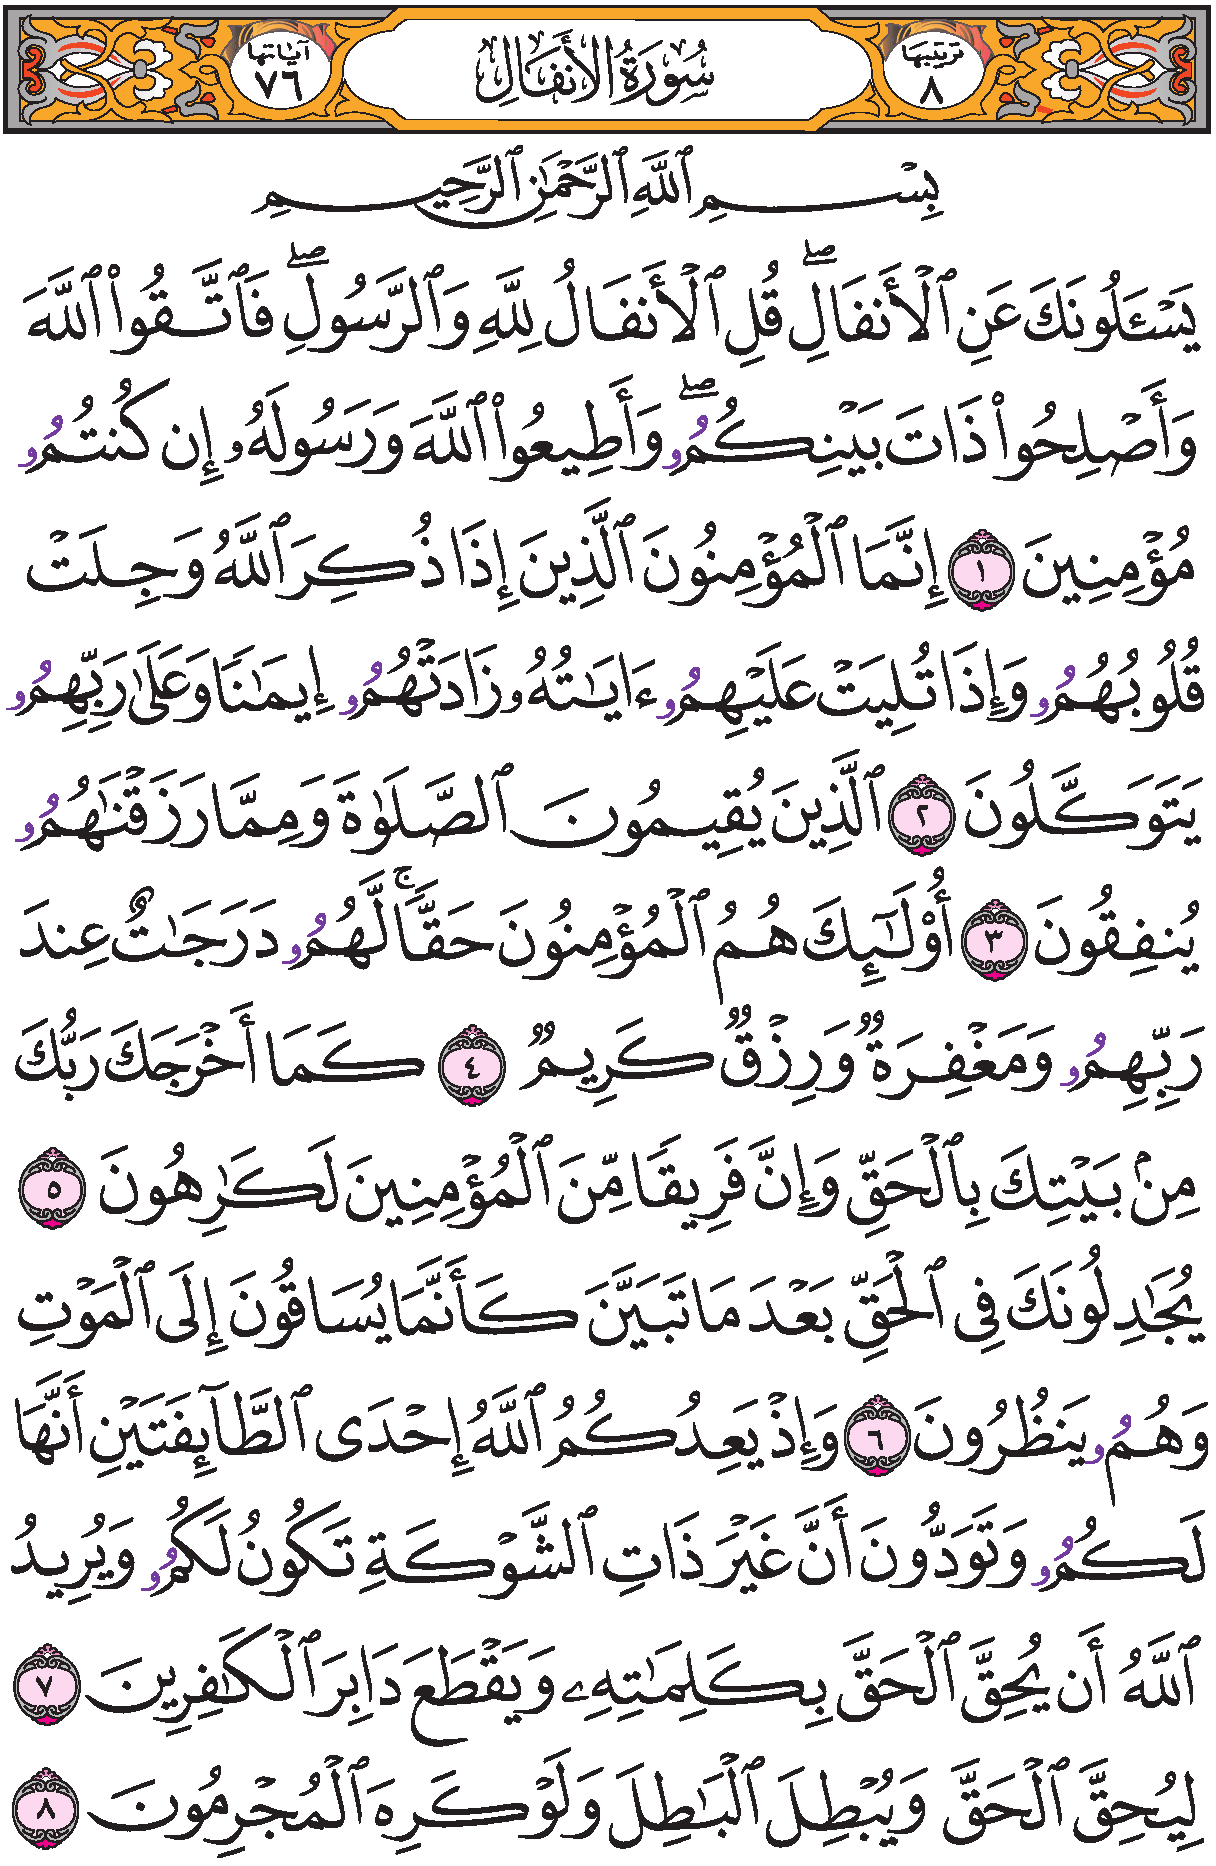 ترتيبها ٨ سُورَةُ الأَنفَالِ آياتها ٧٦
بِسْمِ ٱللَّهِ ٱلرَّحْمَٰنِ ٱلرَّحِيمِ
يَسْـَٔلُونَكَ عَنِ ٱلْأَنفَالِۖ قُلِ ٱلْأَنفَالُ لِلَّهِ وَٱلرَّسُولِۖ فَٱتَّقُوا۟ ٱللَّهَ
وَأَصْلِحُوا۟ ذَاتَ بَيْنِكُمُۥۖ وَأَطِيعُوا۟ ٱللَّهَ وَرَسُولَهُۥ إِن كُنتُمُۥ
مُؤْمِنِينَ ١ إِنَّمَا ٱلْمُؤْمِنُونَ ٱلَّذِينَ إِذَا ذُكِرَ ٱللَّهُ وَجِلَتْ
قُلُوبُهُمُۥ وَإِذَا تُلِيَتْ عَلَيْهِمُۥ ءَايَٰتُهُۥ زَادَتْهُمُۥ إِيمَٰنًا وَعَلَىٰ رَبِّهِمُۥ
يَتَوَكَّلُونَ ٢ ٱلَّذِينَ يُقِيمُونَ ٱلصَّلَوٰةَ وَمِمَّا رَزَقْنَٰهُمُۥ
يُنفِقُونَ ٣ أُو۟لَٰٓئِكَ هُمُ ٱلْمُؤْمِنُونَ حَقًّاۚ لَّهُمُۥ دَرَجَٰتٌ عِندَ
رَبِّهِمُۥ وَمَغْفِرَةٌ وَرِزْقٌ كَرِيمٌ ٤ كَمَا أَخْرَجَكَ رَبُّكَ
مِنۢ بَيْتِكَ بِٱلْحَقِّ وَإِنَّ فَرِيقًا مِّنَ ٱلْمُؤْمِنِينَ لَكَٰرِهُونَ ٥
يُجَٰدِلُونَكَ فِى ٱلْحَقِّ بَعْدَ مَا تَبَيَّنَ كَأَنَّمَا يُسَاقُونَ إِلَى ٱلْمَوْتِ
وَهُمُۥ يَنظُرُونَ ٦ وَإِذْ يَعِدُكُمُ ٱللَّهُ إِحْدَى ٱلطَّآئِفَتَيْنِ أَنَّهَا
لَكُمُۥ وَتَوَدُّونَ أَنَّ غَيْرَ ذَاتِ ٱلشَّوْكَةِ تَكُونُ لَكُمُۥ وَيُرِيدُ
ٱللَّهُ أَن يُحِقَّ ٱلْحَقَّ بِكَلِمَٰتِهِۦ وَيَقْطَعَ دَابِرَ ٱلْكَٰفِرِينَ ٧
لِيُحِقَّ ٱلْحَقَّ وَيُبْطِلَ ٱلْبَٰطِلَ وَلَوْ كَرِهَ ٱلْمُجْرِمُونَ ٨